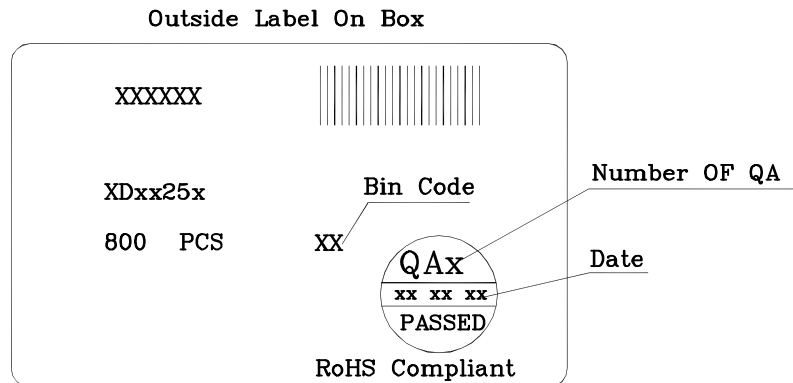 Outside Label On Box
XXXXXX
Number OF QA
XDxx25x
Bin Code
800 PCS
XX
QAx
Date
xx xx xx
PASSED
RoHS Compliant